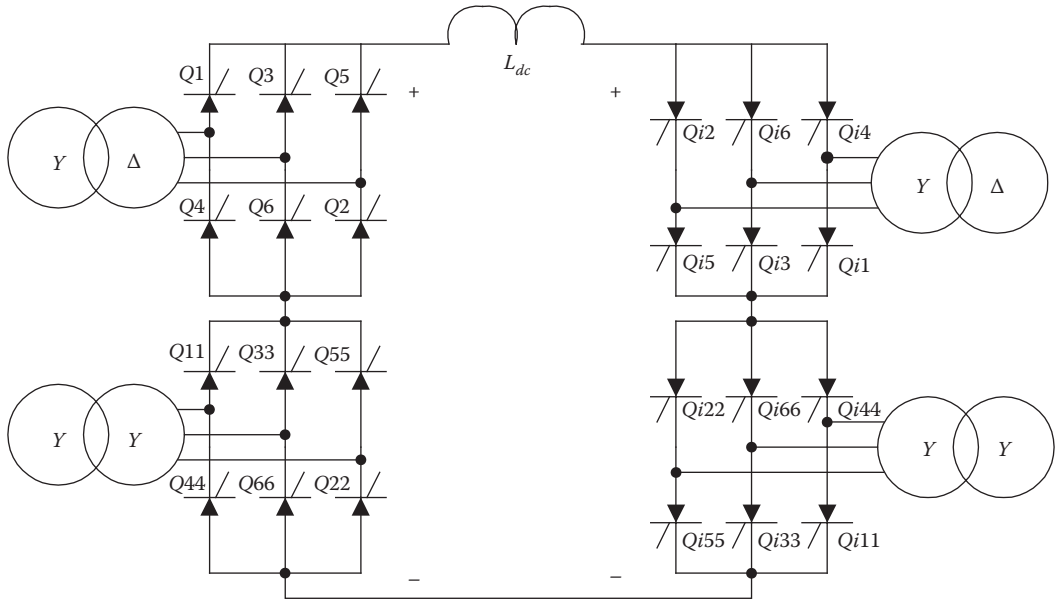 L_dc
Q1 Q3 Q5
+ +
Qi2 Qi6 Qi4
Y Δ
Y Δ
Q4 Q6 Q2
Qi5 Qi3 Qi1
Q11 Q33 Q55
Qi22 Qi66 Qi44
Y Y
Y Y
Q44 Q66 Q22
Qi55 Qi33 Qi11
− −